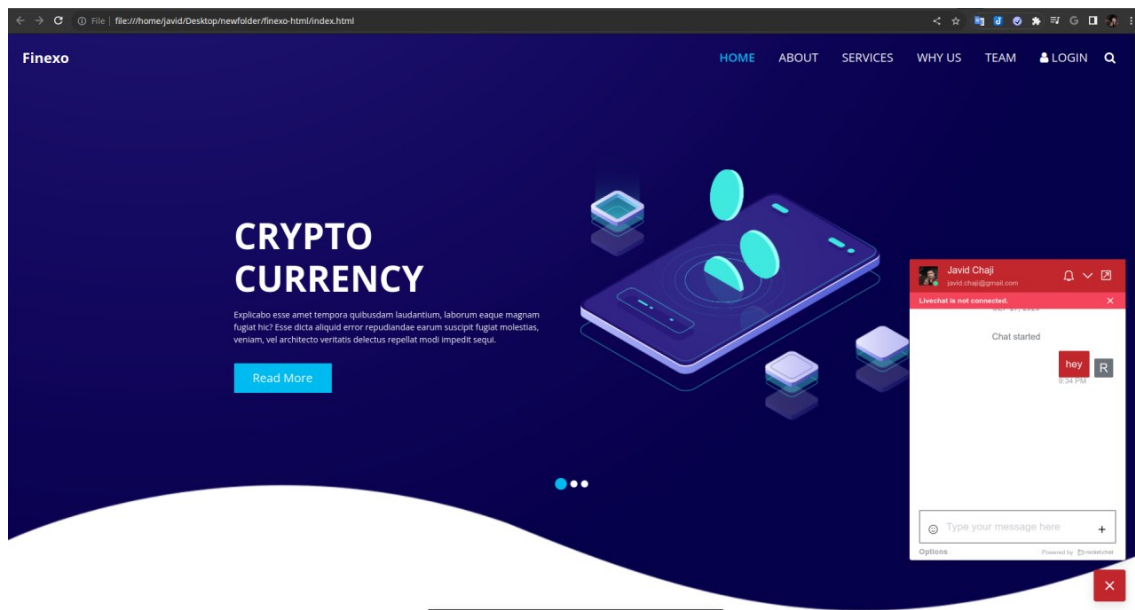 File | file:///home/javid/Desktop/newfolder/finexo-html/index.html
Finexo
HOME ABOUT SERVICES WHY US TEAM LOGIN
CRYPTO
CURRENCY
Explicabo esse amet tempora quibusdam laudantium, laborum eaque magnam
fugiat hic? Esse dicta aliquid error repudiandae earum suscipit fugiat molestias,
veniam, vel architecto veritatis delectus repellat modi impedit sequi.
Read More
Javid Chaji
javid.chaji@gmail.com
Livechat is not connected.
Chat started
hey
R
9:34 PM
Type your message here
Options
Powered by